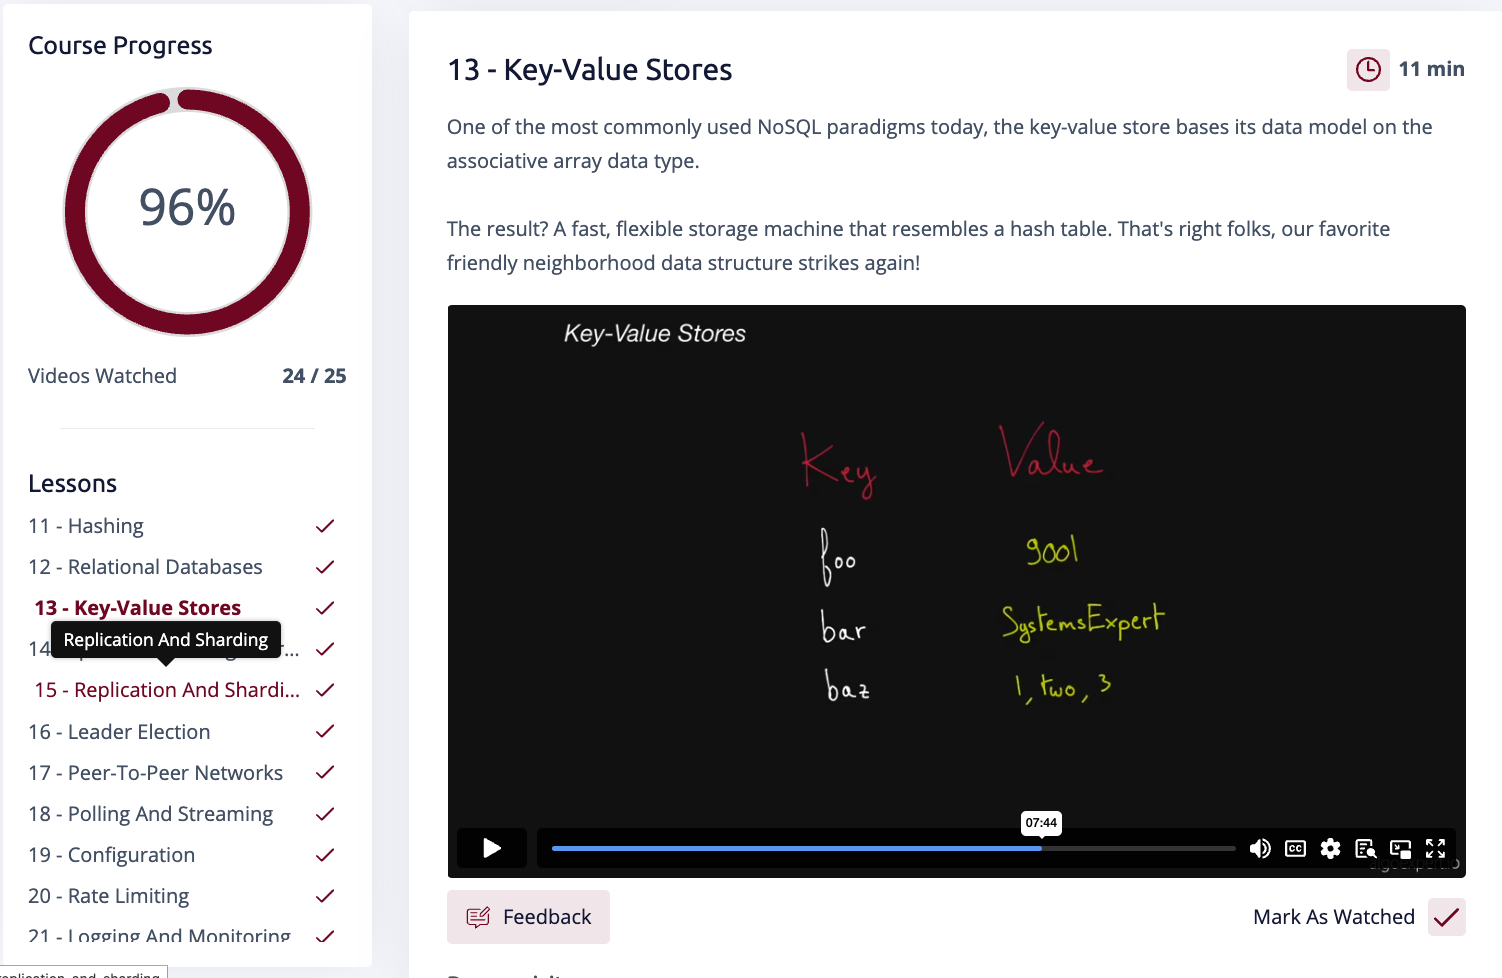 Course Progress
96%
Videos Watched 24 / 25
Lessons
11 - Hashing
12 - Relational Databases
13 - Key-Value Stores
Replication And Sharding
14
15 - Replication And Shardi...
16 - Leader Election
17 - Peer-To-Peer Networks
18 - Polling And Streaming
19 - Configuration
20 - Rate Limiting
21 - Logging And Monitoring
13 - Key-Value Stores
11 min
One of the most commonly used NoSQL paradigms today, the key-value store bases its data model on the
associative array data type.
The result? A fast, flexible storage machine that resembles a hash table. That's right folks, our favorite
friendly neighborhood data structure strikes again!
Key-Value Stores
Key Value
foo gool
bar SystemsExpert
baz 1, two, 3
07:44
CC
algoexpert.io
Feedback
Mark As Watched